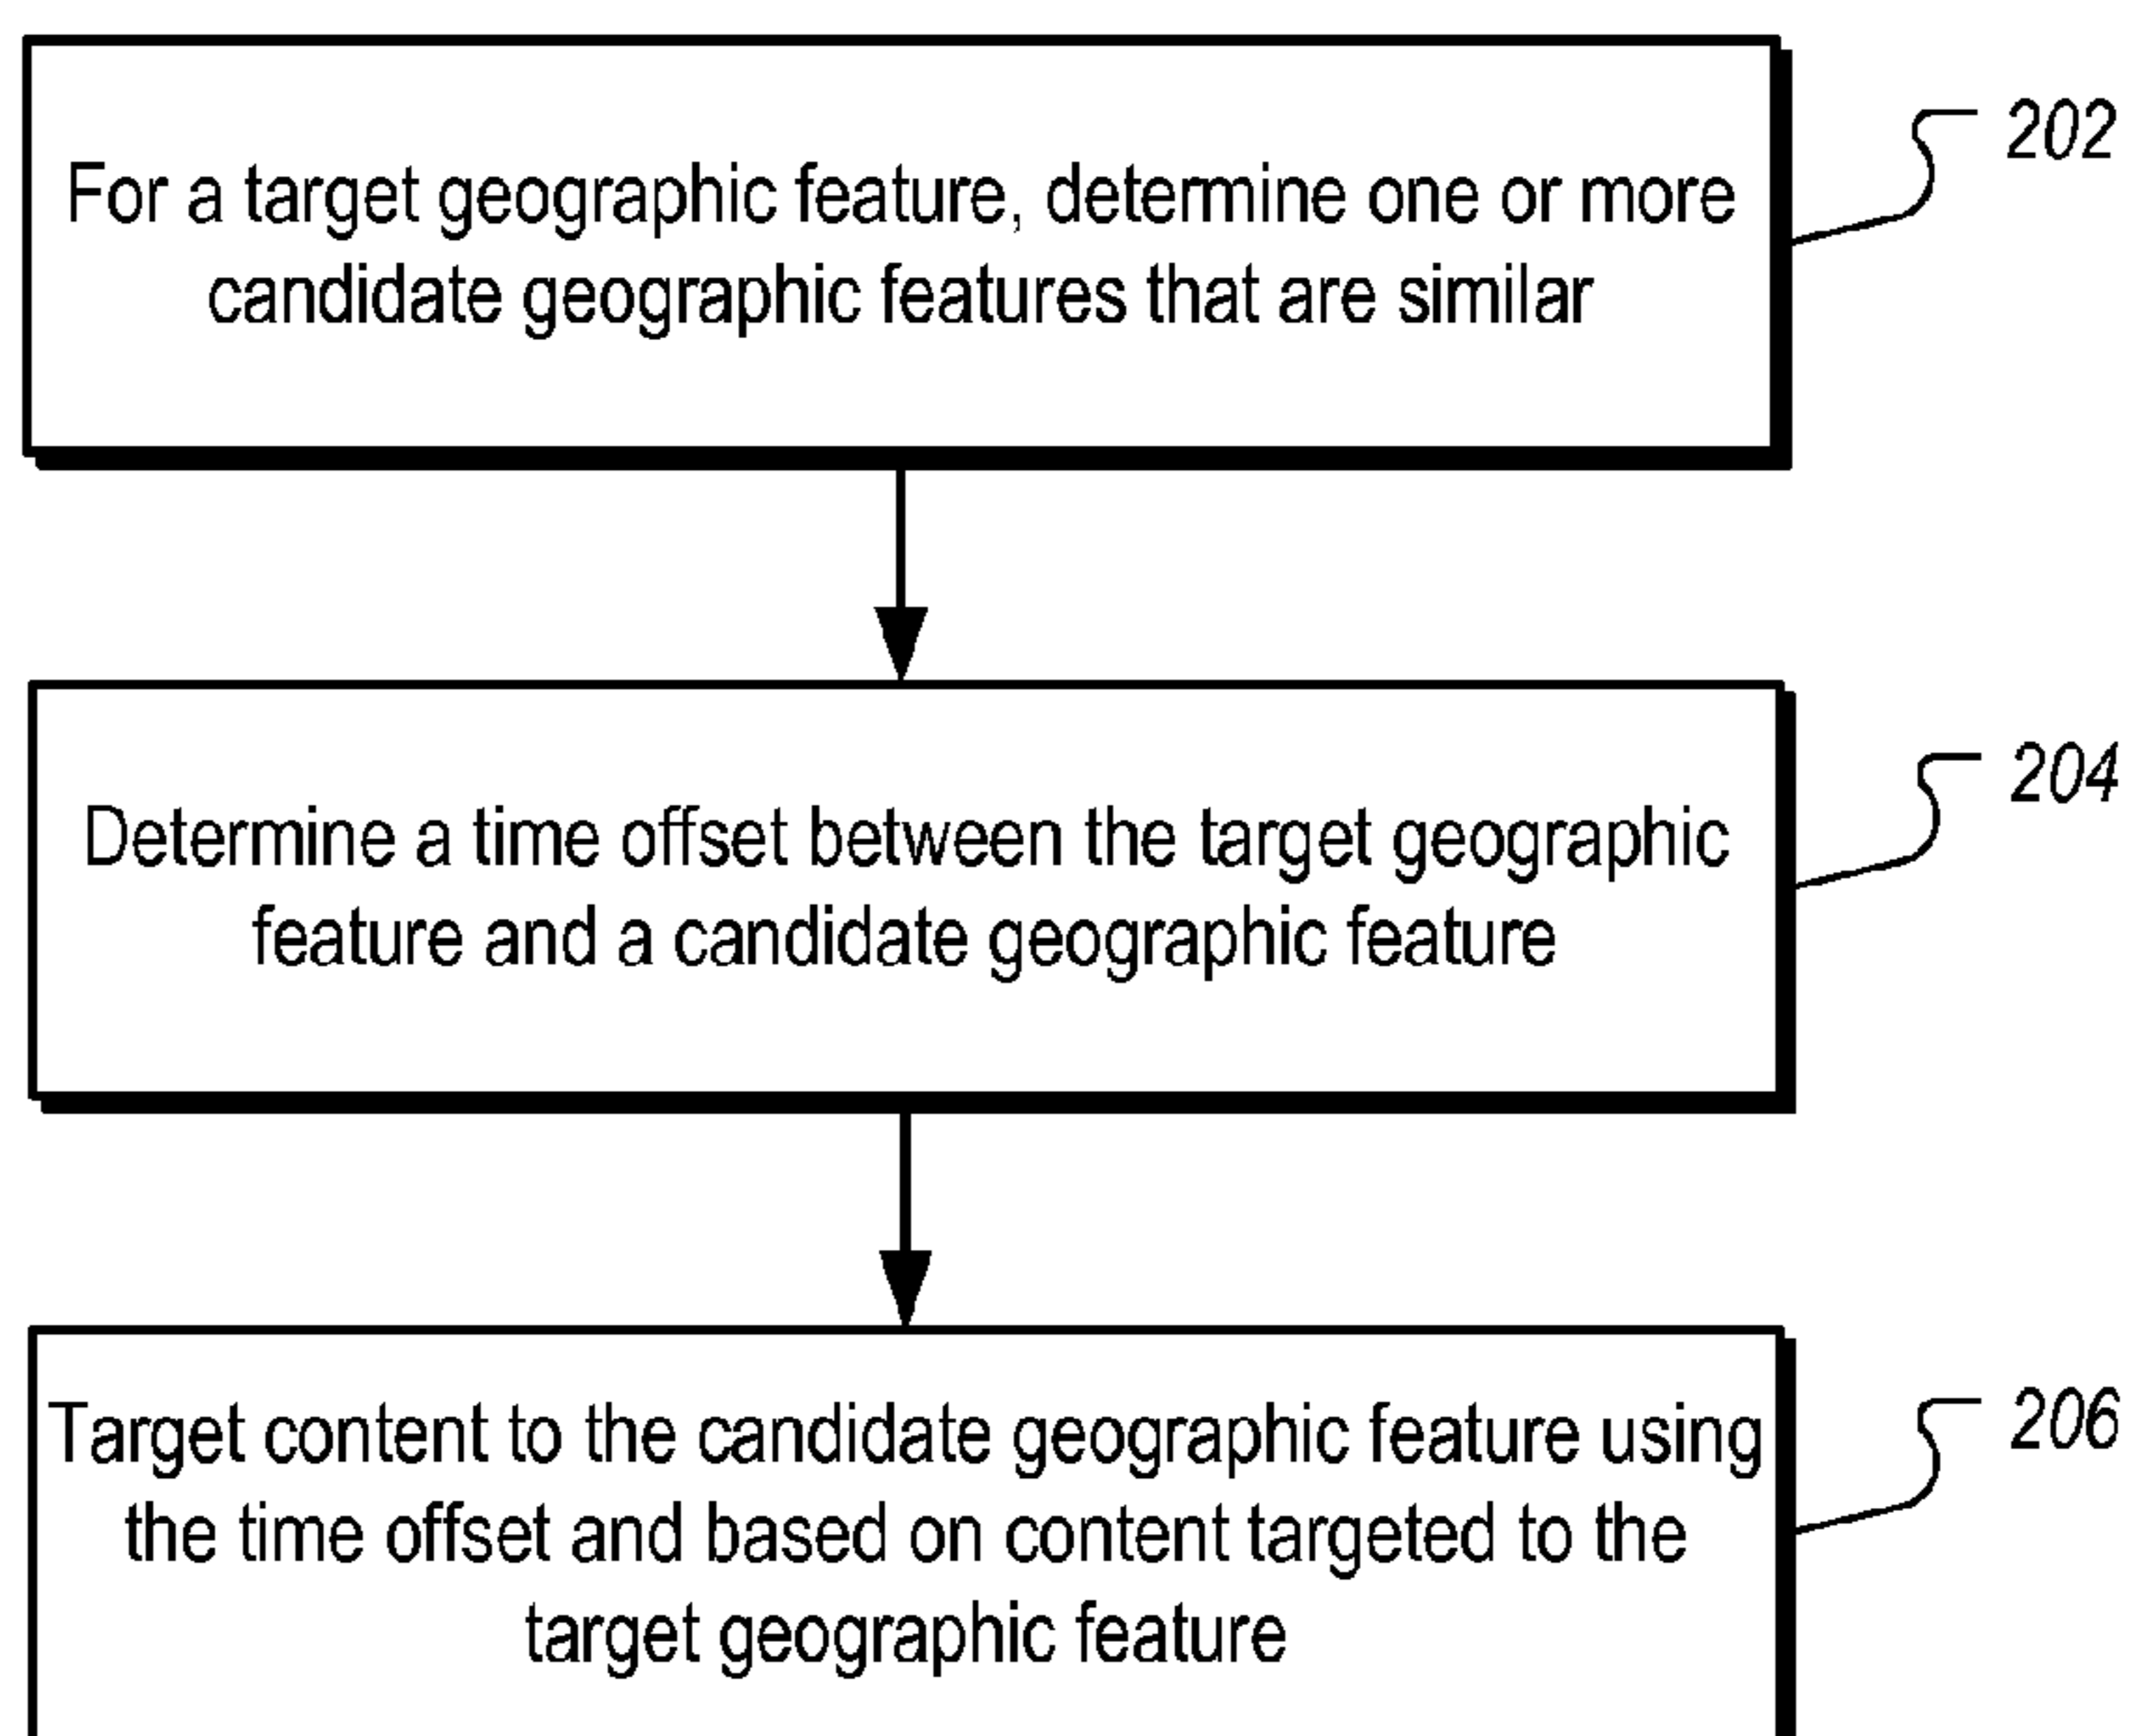 For a target geographic feature, determine one or more
candidate geographic features that are similar
202
Determine a time offset between the target geographic
feature and a candidate geographic feature
204
Target content to the candidate geographic feature using
the time offset and based on content targeted to the
target geographic feature
206